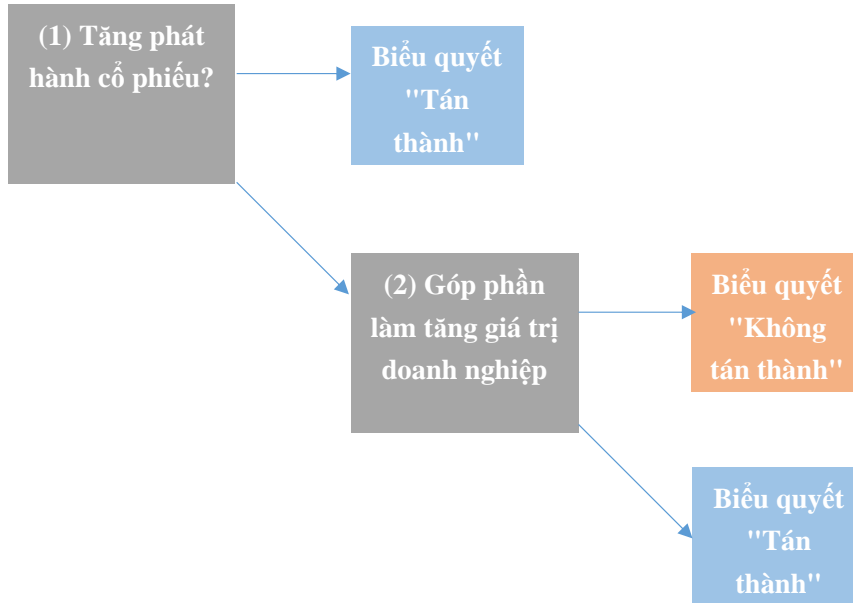 (1) Tăng phát
hành cổ phiếu?
Biểu quyết
"Tán
thành"
(2) Góp phần
làm tăng giá trị
doanh nghiệp
Biểu quyết
"Không
tán thành"
Biểu quyết
"Tán
thành"